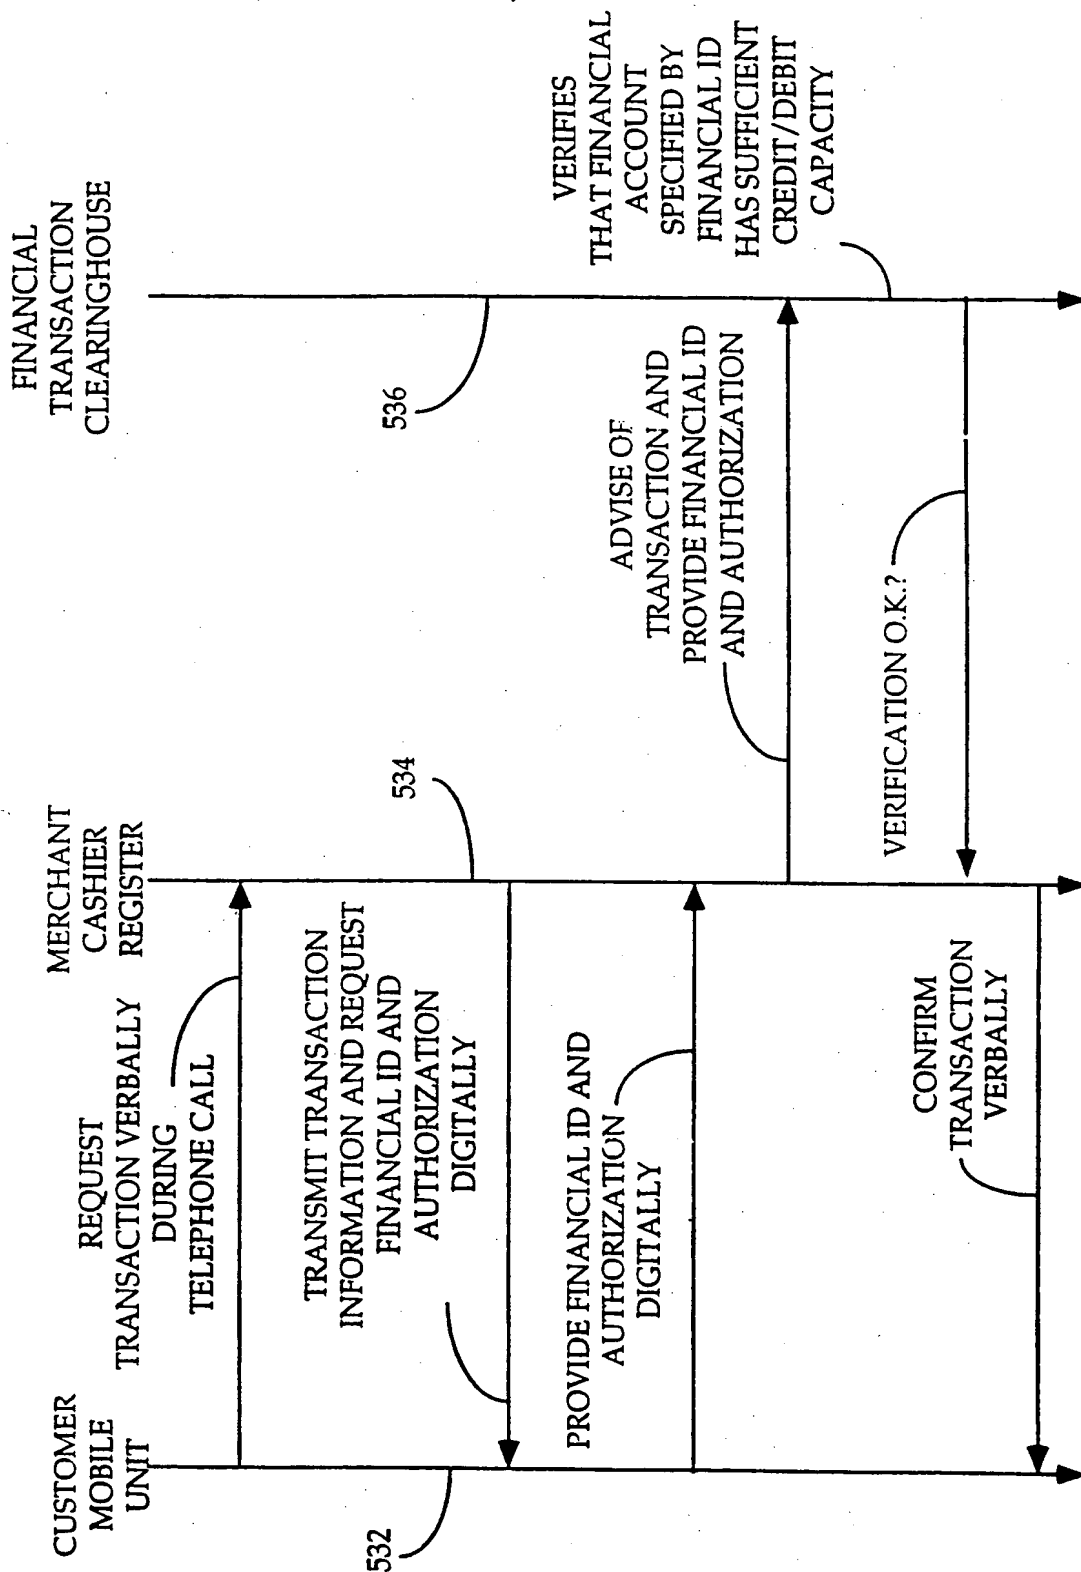 CUSTOMER
MOBILE
UNIT
REQUEST
TRANSACTION VERBALLY
DURING
TELEPHONE CALL
MERCHANT
CASHIER
REGISTER
FINANCIAL
TRANSACTION
CLEARINGHOUSE
532
534
536
TRANSMIT TRANSACTION
INFORMATION AND REQUEST
FINANCIAL ID AND
AUTHORIZATION
DIGITALLY
PROVIDE FINANCIAL ID AND
AUTHORIZATION
DIGITALLY
ADVISE OF
TRANSACTION AND
PROVIDE FINANCIAL ID
AND AUTHORIZATION
VERIFIES
THAT FINANCIAL
ACCOUNT
SPECIFIED BY
FINANCIAL ID
HAS SUFFICIENT
CREDIT/DEBIT
CAPACITY
VERIFICATION O.K.?
CONFIRM
TRANSACTION
VERBALLY